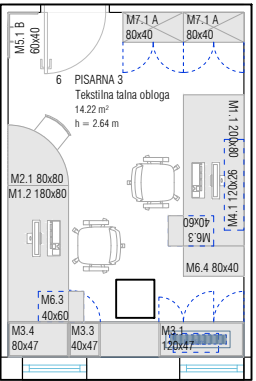 M5.1 B
60x40
M7.1 A
80x40
M7.1 A
80x40
6 PISARNA 3
Tekstilna talna obloga
14.22 m²
h = 2.64 m
M1.1 200x80
M4.1 120x26
M2.1 80x80
M1.2 180x80
M6.3
40x60
M6.4 80x40
M6.3
40x60
M3.4
80x47
M3.3
40x47
M3.1
120x47